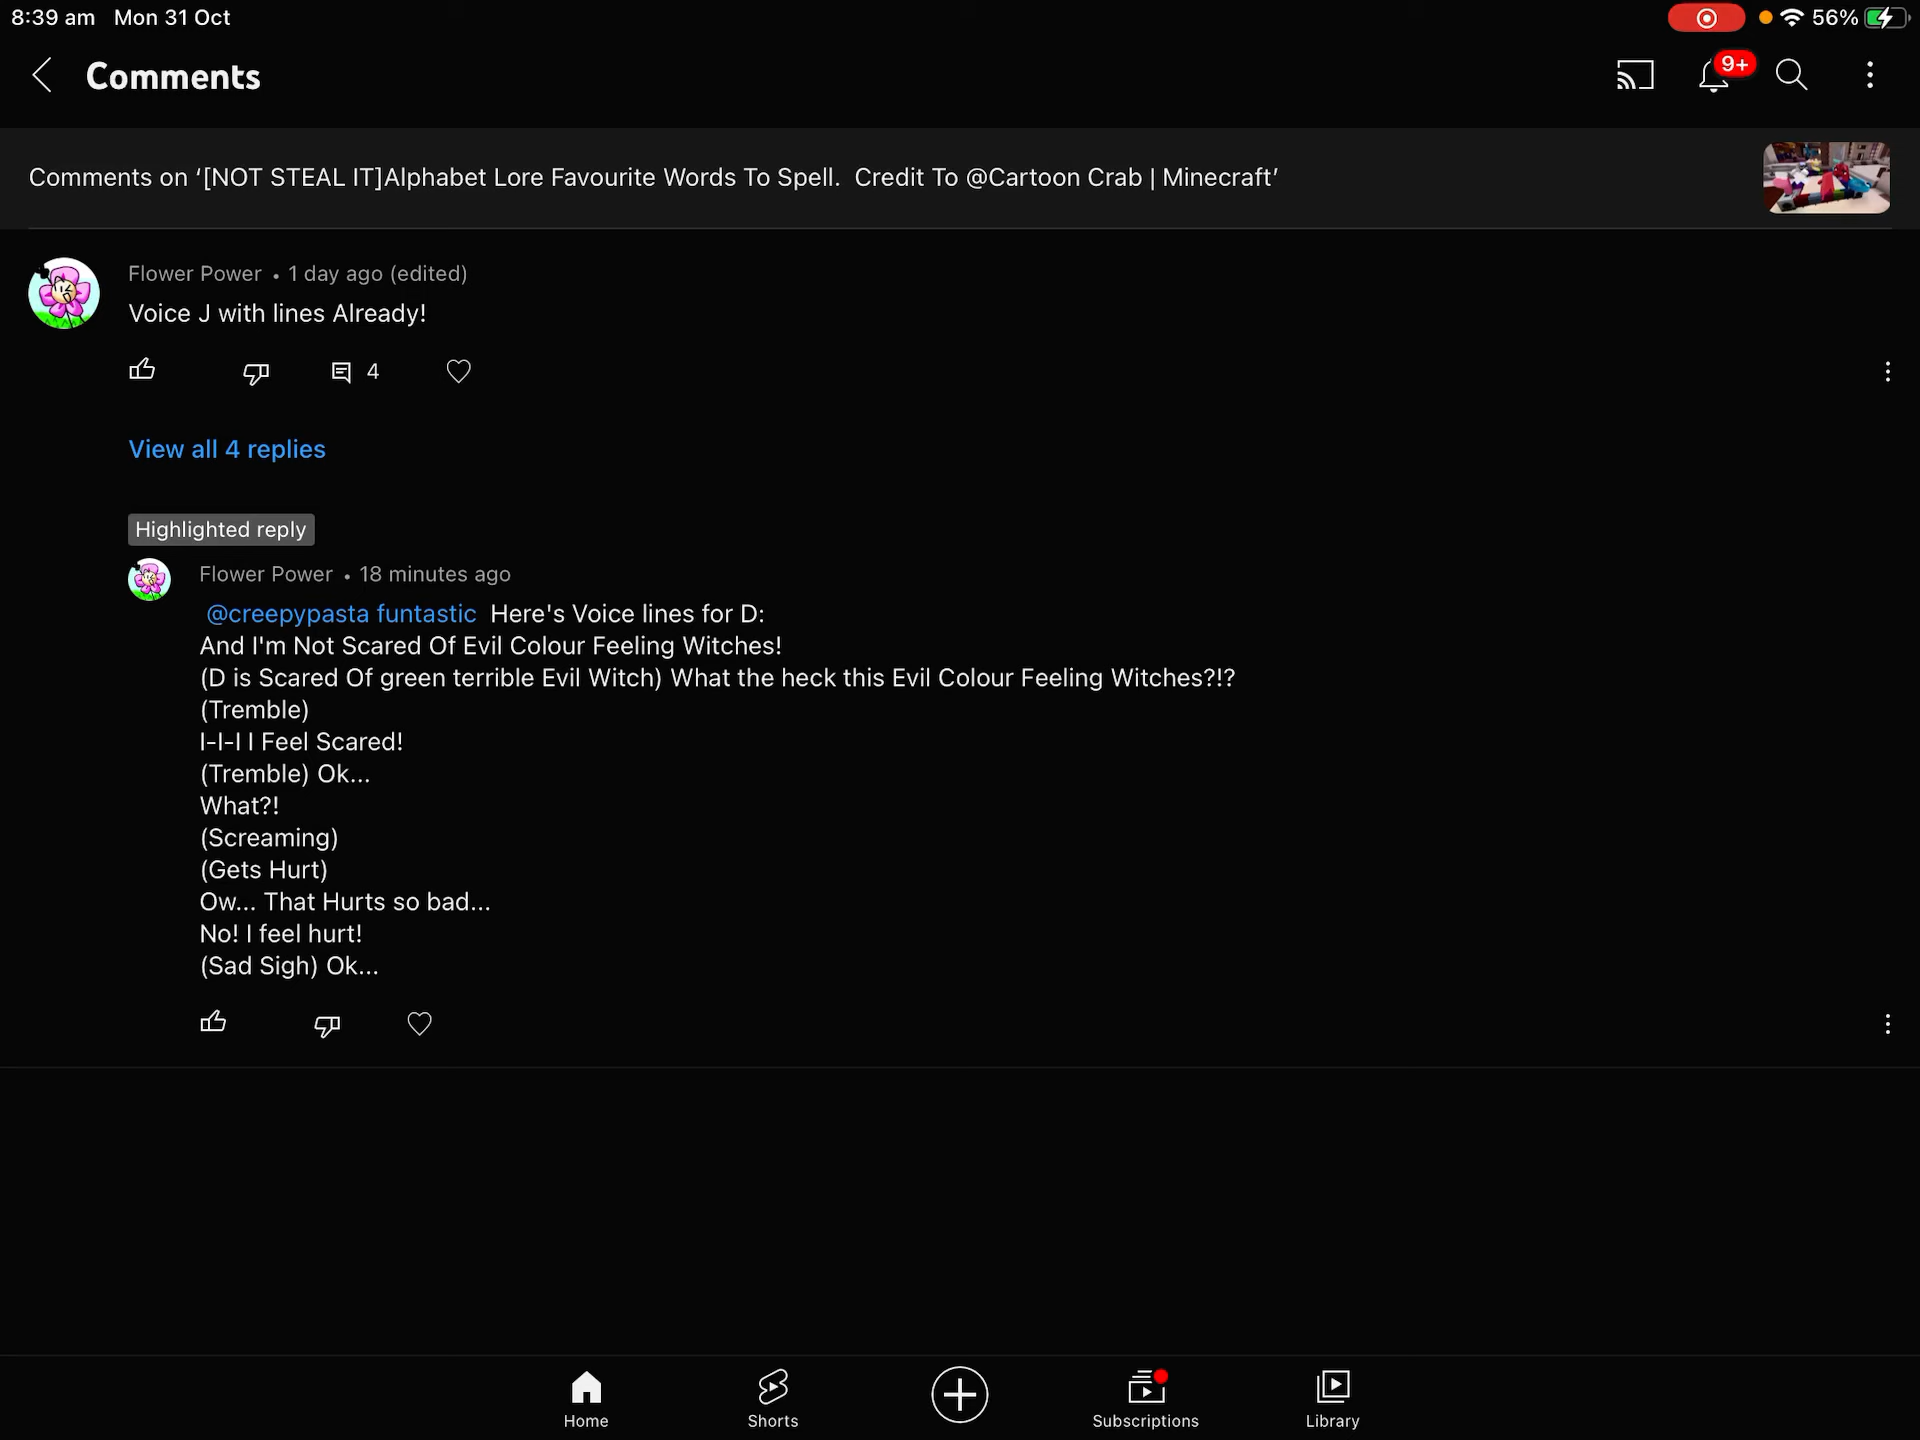 8:39 am Mon 31 Oct
56%
Comments
9+
Comments on ‘[NOT STEAL IT]Alphabet Lore Favourite Words To Spell.  Credit To @Cartoon Crab | Minecraft’
Flower Power • 1 day ago (edited)
Voice J with lines Already!
4
View all 4 replies
Highlighted reply
Flower Power • 18 minutes ago
@creepypasta funtastic  Here's Voice lines for D:
And I'm Not Scared Of Evil Colour Feeling Witches!
(D is Scared Of green terrible Evil Witch) What the heck this Evil Colour Feeling Witches?!?
(Tremble)
I-I-I I Feel Scared!
(Tremble) Ok...
What?!
(Screaming)
(Gets Hurt)
Ow... That Hurts so bad...
No! I feel hurt!
(Sad Sigh) Ok...
Home
Shorts
Subscriptions
Library